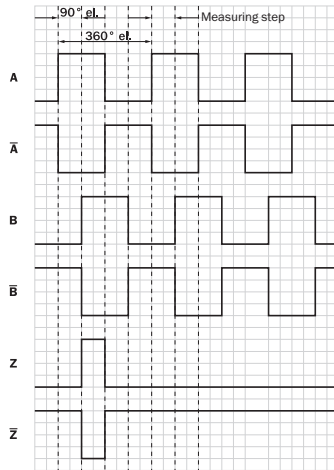 90° el.
Measuring step
360° el.
A
A̅
B
B̅
Z
Z̅